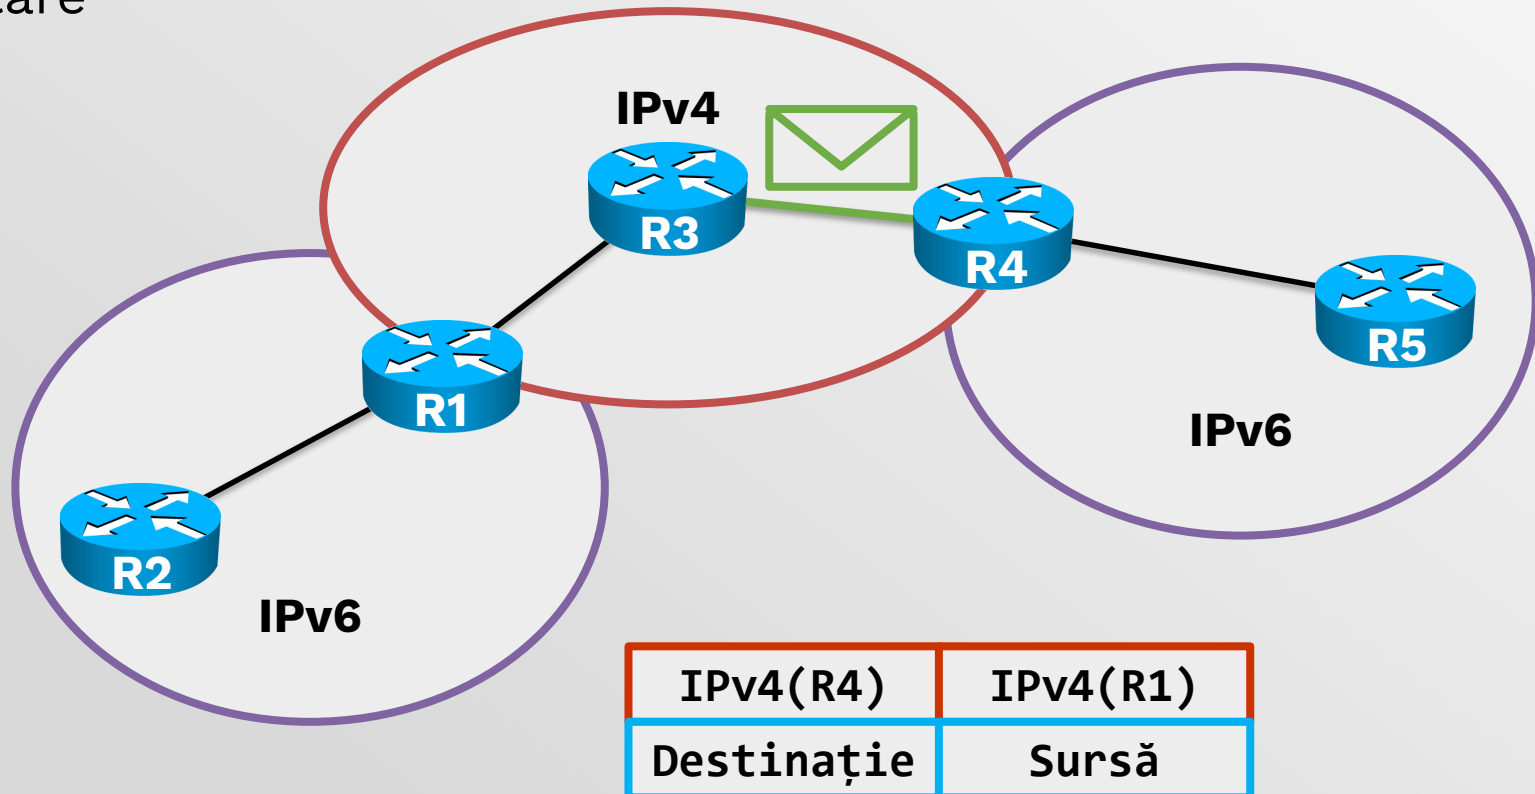 IPv4
R3
R4
R5
R1
IPv6
R2
IPv6
IPv4(R4) IPv4(R1)
Destinație Sursă